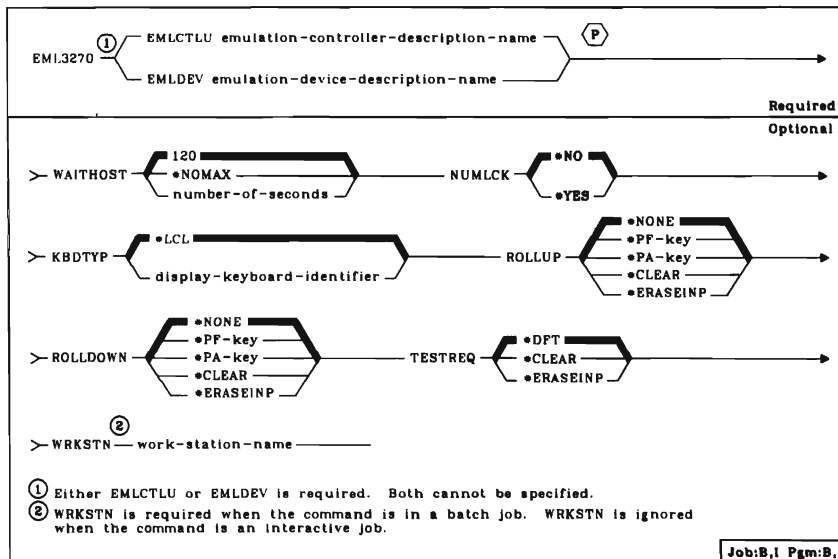 EMLCTLU emulation-controller-description-name
P
①
EML3270
EMLDEV emulation-device-description-name
Required
Optional
WAITHOST
120
*NOMAX
number-of-seconds
NUMLCK
*NO
*YES
KBDTYP
*LCL
display-keyboard-identifier
ROLLUP
*NONE
*PF-key
*PA-key
*CLEAR
*ERASEINP
ROLLDOWN
*NONE
*PF-key
*PA-key
*CLEAR
*ERASEINP
TESTREQ
*DFT
*CLEAR
*ERASEINP
WRKSTN ② work-station-name
① Either EMLCTLU or EMLDEV is required. Both cannot be specified.
② WRKSTN is required when the command is in a batch job. WRKSTN is ignored
when the command is an interactive job.
Job:B,I Pgm:B,